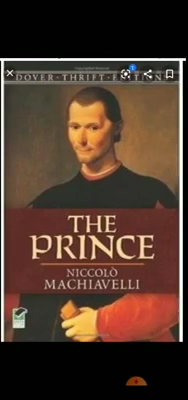 DOVER · THRIFT · EDITIONS
THE
PRINCE
NICCOLÒ
MACHIAVELLI